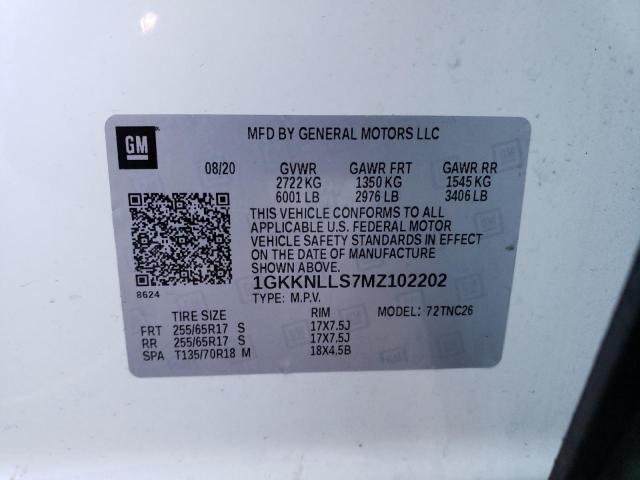 GM
MFD BY GENERAL MOTORS LLC
08/20 GVWR GAWR FRT GAWR RR
2722 KG 1350 KG 1545 KG
6001 LB 2976 LB 3406 LB
THIS VEHICLE CONFORMS TO ALL
APPLICABLE U.S. FEDERAL MOTOR
VEHICLE SAFETY STANDARDS IN EFFECT
ON THE DATE OF MANUFACTURE
SHOWN ABOVE.
8624
1GKKNLLS7MZ102202
TYPE: M.P.V.
TIRE SIZE RIM MODEL: 72TNC26
FRT 255/65R17 S 17X7.5J
RR 255/65R17 S 17X7.5J
SPA T135/70R18 M 18X4.5B